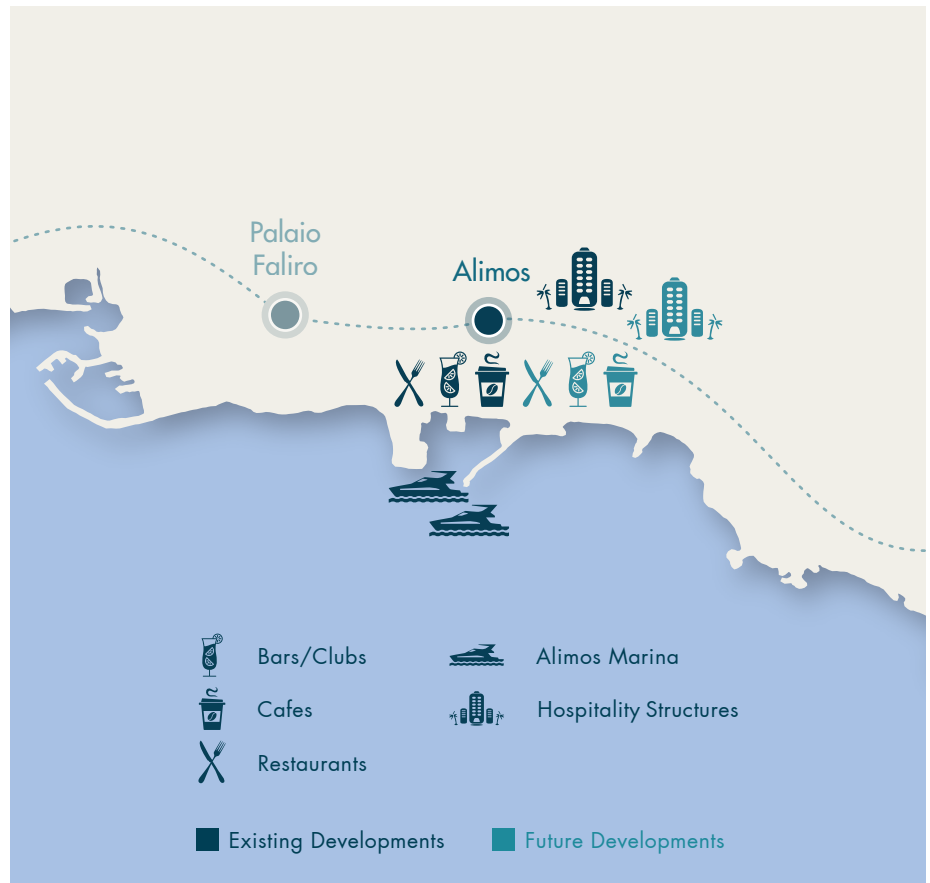 Palaio
Faliro
Alimos
Bars/Clubs
Alimos Marina
Cafes
Hospitality Structures
Restaurants
Existing Developments
Future Developments